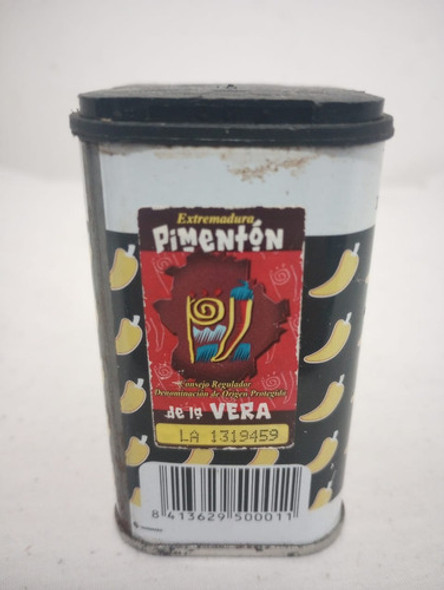 Extremadura
PiMentóN
Consejo Regulador
Denominación de Origen Protegida
de la VERA
LA 1319459
8 413629 500011